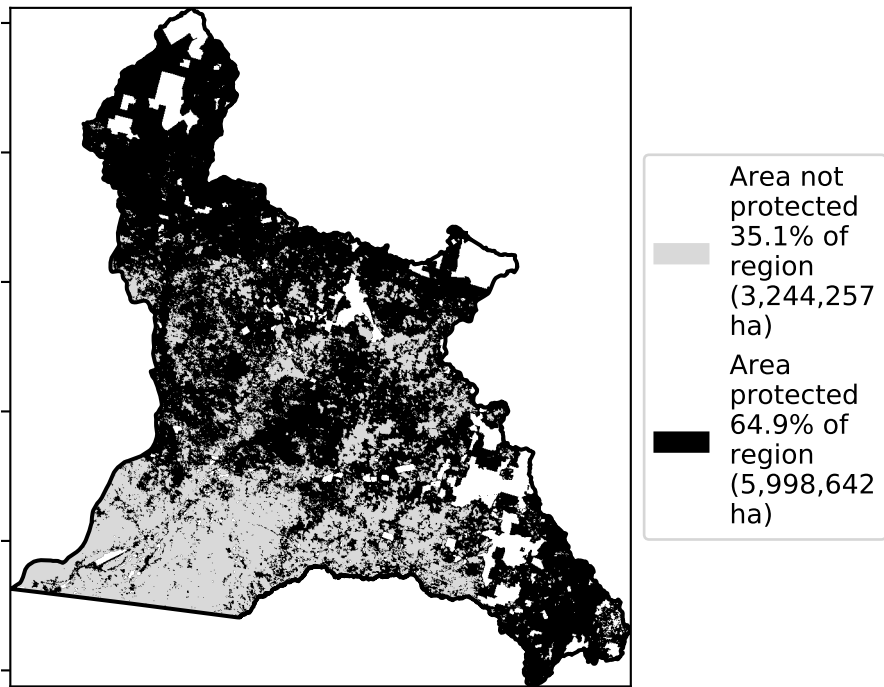 Area not
protected
35.1% of
region
(3,244,257
ha)
Area
protected
64.9% of
region
(5,998,642
ha)